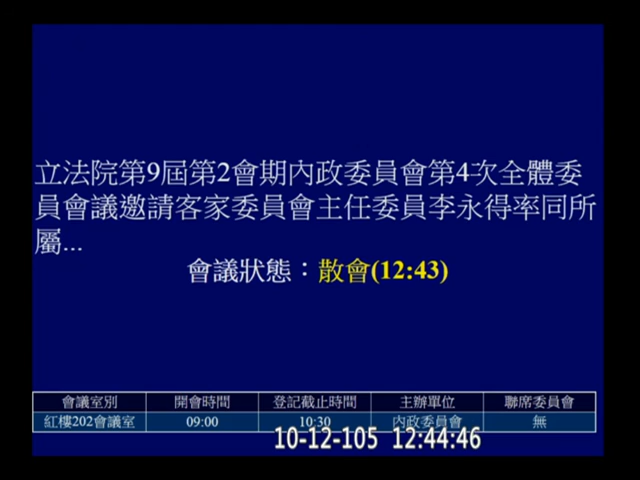 立法院第9屆第2會期內政委員會第4次全體委
員會議邀請客家委員會主任委員李永得率同所
屬...
會議狀態：散會(12:43)
會議室別 開會時間 登記截止時間 主辦單位 聯席委員會
紅樓202會議室 09:00 10:30 內政委員會 無
10-12-105 12:44:46